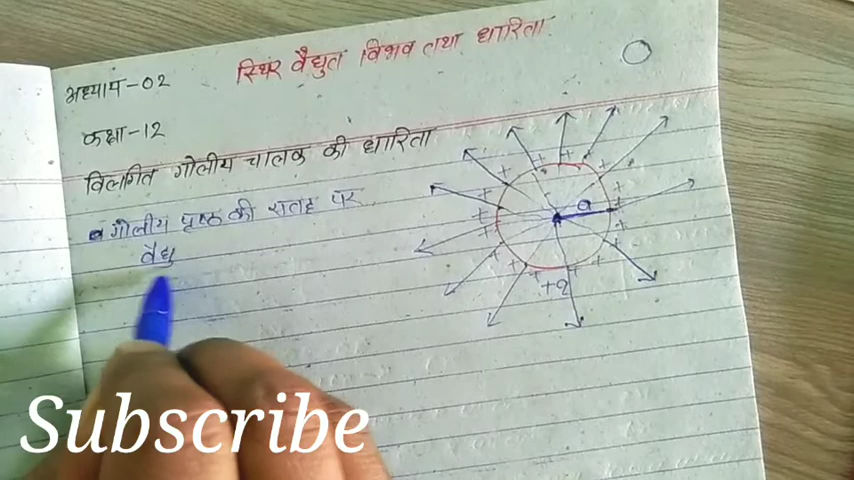 स्थिर वैद्युत विभव तथा धारिता
अध्याय-02
कक्षा-12
विलगित गोलीय चालक की धारिता
गोलीय पृष्ठ की सतह पर
वैद्यु
a
+q
Subscribe